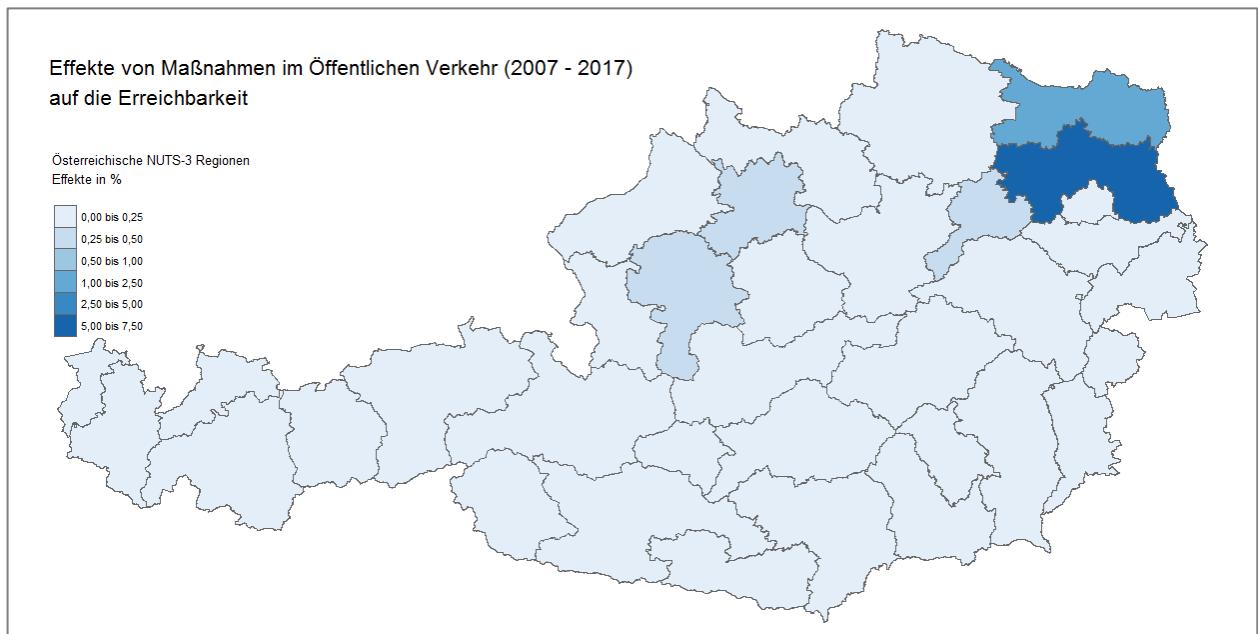 Effekte von Maßnahmen im Öffentlichen Verkehr (2007 - 2017)
auf die Erreichbarkeit
Österreichische NUTS-3 Regionen
Effekte in %
0,00 bis 0,25
0,25 bis 0,50
0,50 bis 1,00
1,00 bis 2,50
2,50 bis 5,00
5,00 bis 7,50